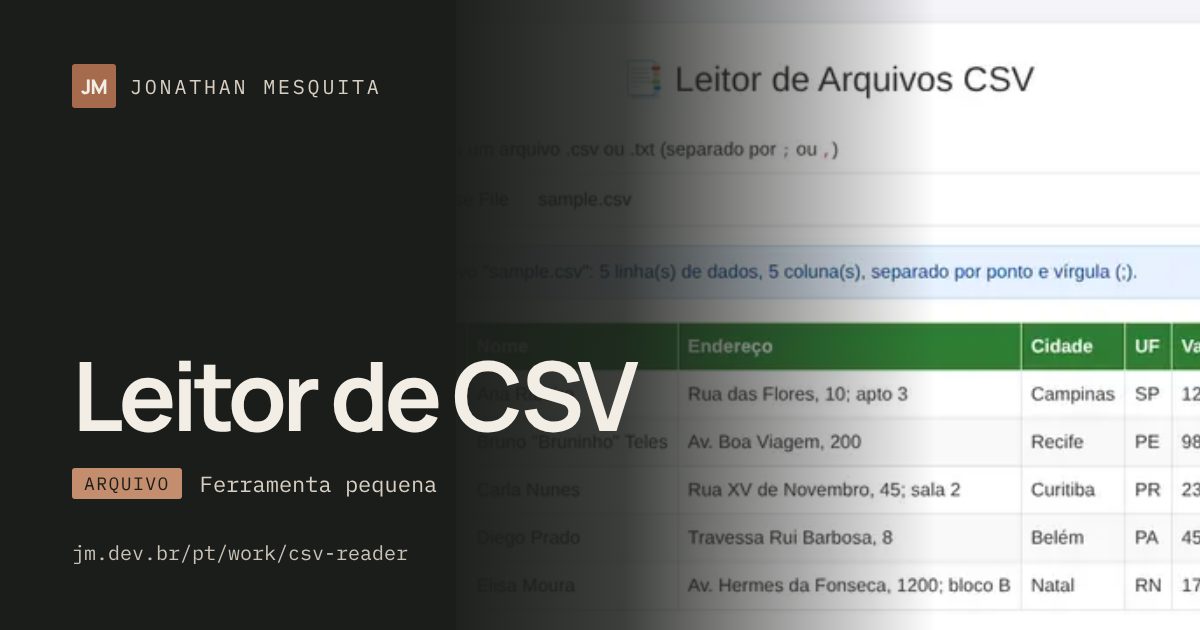 JM JONATHAN MESQUITA
Leitor de CSV
ARQUIVO Ferramenta pequena
jm.dev.br/pt/work/csv-reader
Leitor de Arquivos CSV
um arquivo .csv ou .txt (separado por ; ou ,)
File sample.csv
"sample.csv": 5 linha(s) de dados, 5 coluna(s), separado por ponto e vírgula (;).
Nome Endereço Cidade UF Va
Ana Rua das Flores, 10; apto 3 Campinas SP 12
Bruno "Bruninho" Teles Av. Boa Viagem, 200 Recife PE 98
Carla Nunes Rua XV de Novembro, 45; sala 2 Curitiba PR 23
Diego Prado Travessa Rui Barbosa, 8 Belém PA 45
Elisa Moura Av. Hermes da Fonseca, 1200; bloco B Natal RN 17